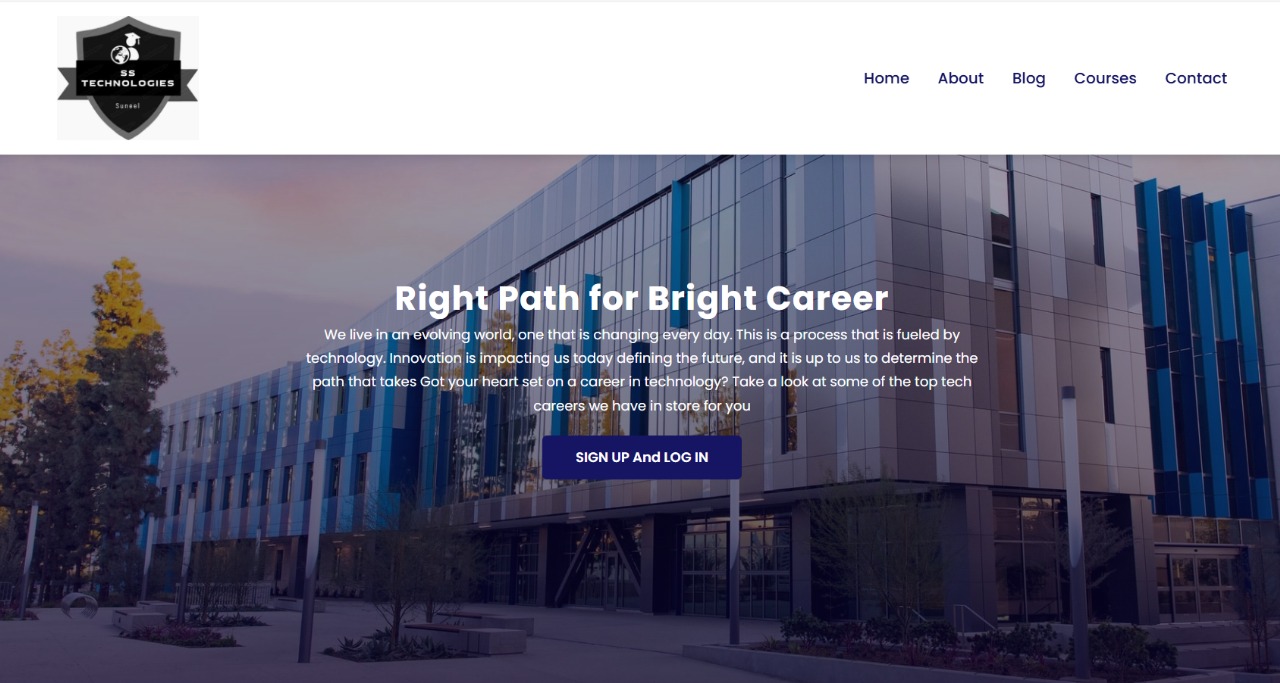 SS
TECHNOLOGIES
Suneel
Home About Blog Courses Contact
Right Path for Bright Career
We live in an evolving world, one that is changing every day. This is a process that is fueled by
technology. Innovation is impacting us today defining the future, and it is up to us to determine the
path that takes Got your heart set on a career in technology? Take a look at some of the top tech
careers we have in store for you
SIGN UP And LOG IN